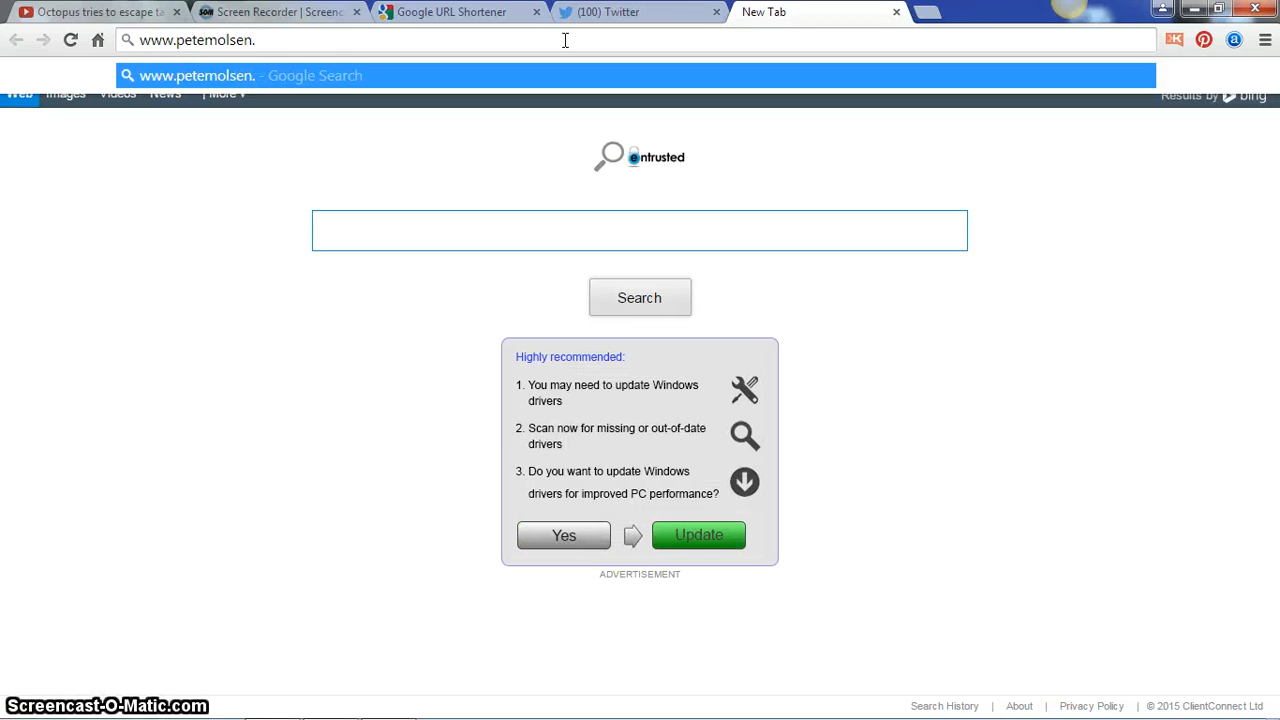 Octopus tries to escape ta
Screen Recorder | Screenc
Google URL Shortener
(100) Twitter
New Tab
www.petemolsen.
www.petemolsen. - Google Search
Web Images Videos News | More
Results by bing
entrusted
Search
Highly recommended:
1. You may need to update Windows
drivers
2. Scan now for missing or out-of-date
drivers
3. Do you want to update Windows
drivers for improved PC performance?
Yes
Update
ADVERTISEMENT
Screencast-O-Matic.com
Search History | About | Privacy Policy | © 2015 ClientConnect Ltd